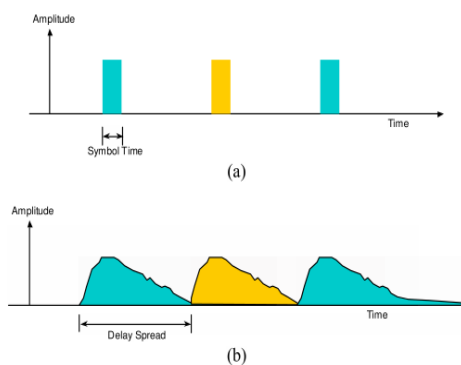 Amplitude
Time
Symbol Time
(a)
Amplitude
Time
Delay Spread
(b)